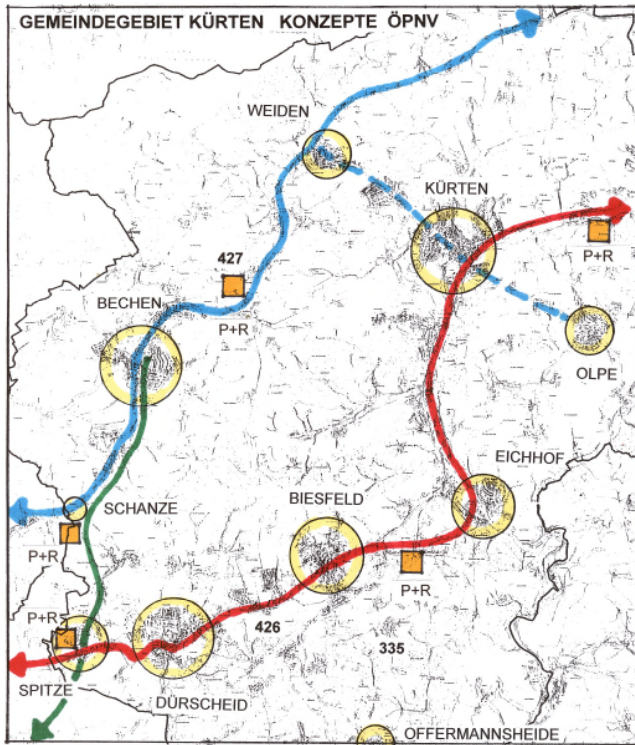 GEMEINDEGEBIET KÜRTEN KONZEPTE ÖPNV
WEIDEN
KÜRTEN
P+R
427
BECHEN
P+R
OLPE
EICHHOF
SCHANZE
BIESFELD
P+R
P+R
P+R
426
335
SPITZE
DÜRSCHEID
OFFERMANNSHEIDE